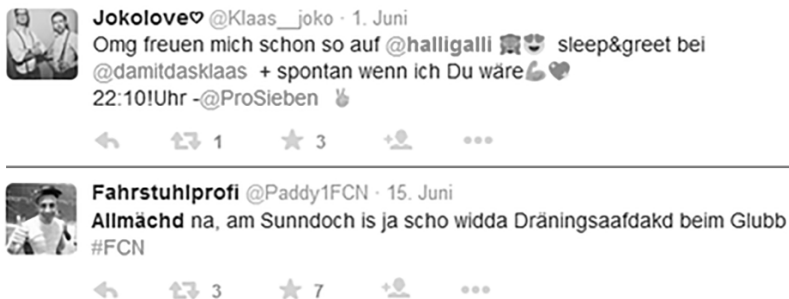 Jokolove♡ @Klaas__joko · 1. Juni
Omg freuen mich schon so auf @halligalli 🙈😍 sleep&greet bei
@damitdasklaas + spontan wenn ich Du wäre💪💖
22:10!Uhr -@ProSieben ✌
1 3
Fahrstuhlprofi @Paddy1FCN · 15. Juni
Allmächd na, am Sunndoch is ja scho widda Dräningsaafdakd beim Glubb
#FCN
3 7